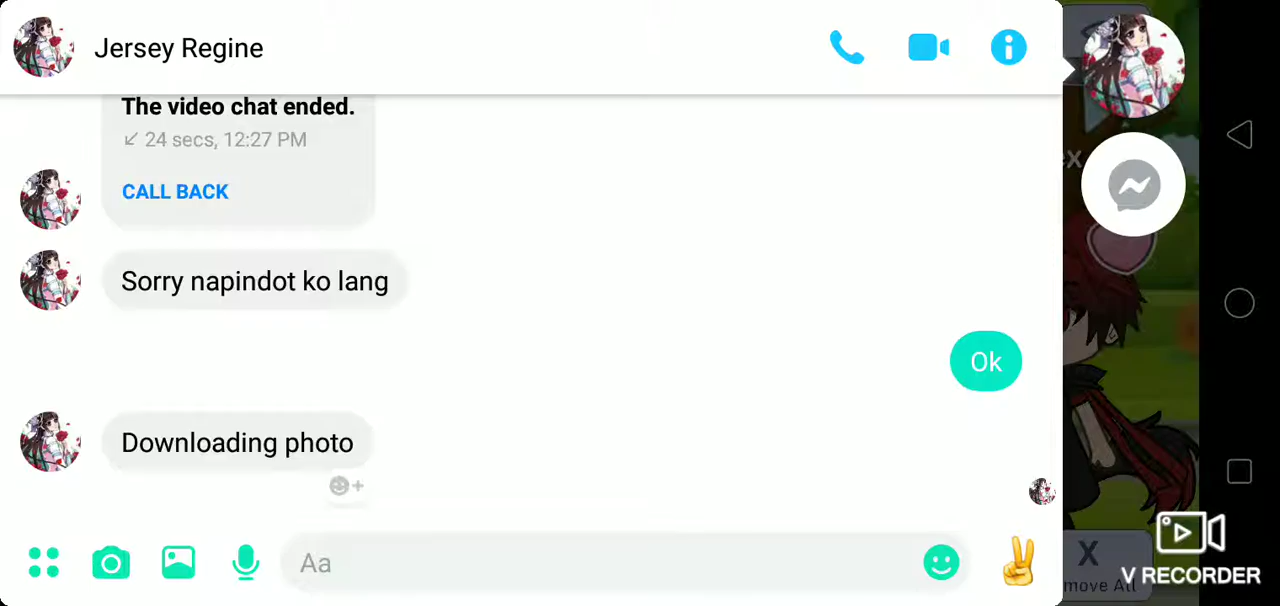 Jersey Regine
The video chat ended.
24 secs, 12:27 PM
CALL BACK
Sorry napindot ko lang
Ok
Downloading photo
Aa
X
move All
V RECORDER